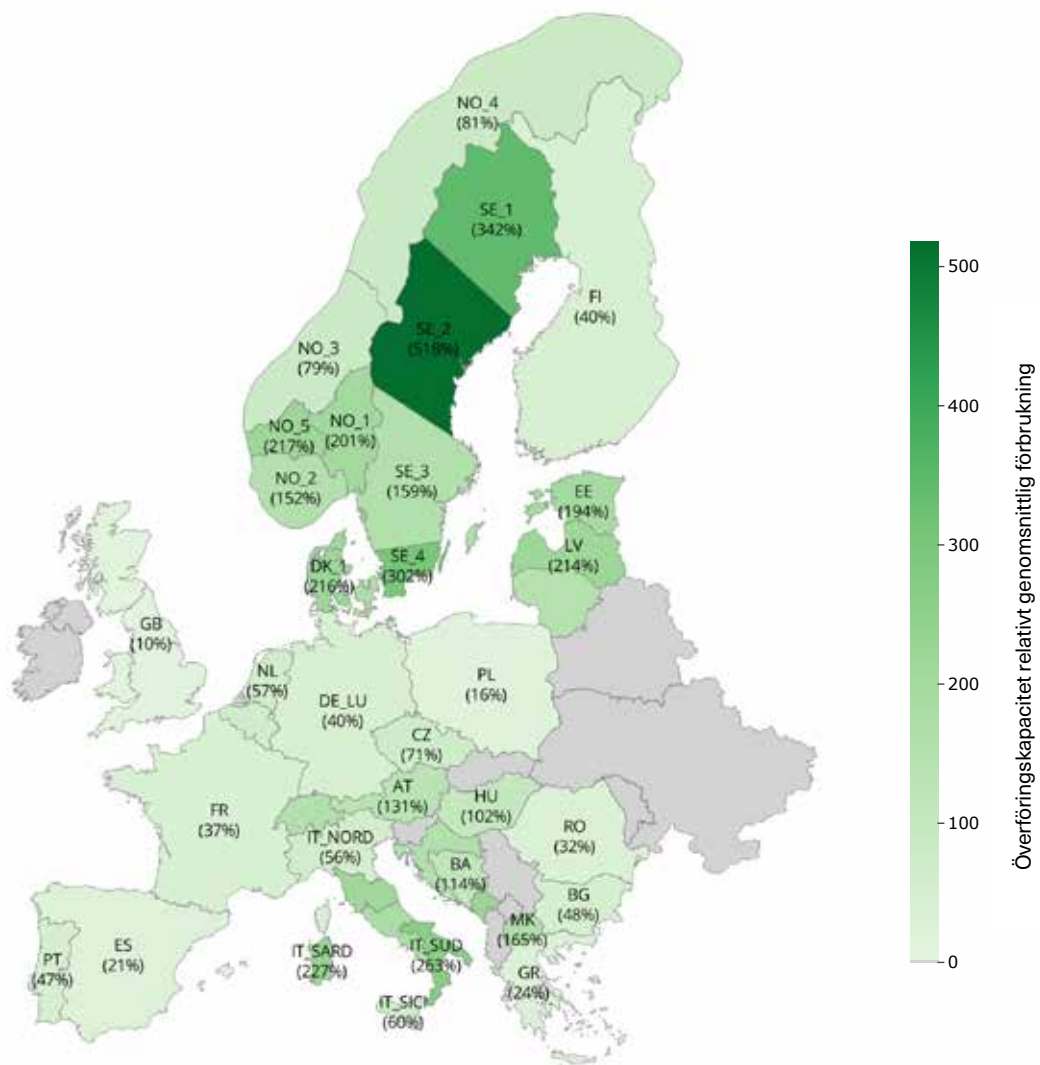 NO_4
(81%)
SE_1
(342%)
FI
(40%)
SE_2
(518%)
NO_3
(79%)
NO_5
(217%)
NO_1
(201%)
NO_2
(152%)
SE_3
(159%)
EE
(194%)
LV
(214%)
SE_4
(302%)
DK_1
(216%)
GB
(10%)
NL
(57%)
DE_LU
(40%)
PL
(16%)
CZ
(71%)
AT
(131%)
HU
(102%)
FR
(37%)
IT_NORD
(56%)
RO
(32%)
BA
(114%)
BG
(48%)
MK
(165%)
PT
(47%)
ES
(21%)
IT_SARD
(227%)
IT_SUD
(263%)
GR
(24%)
IT_SICI
(60%)
500
400
300
200
100
0
Överföringskapacitet relativt genomsnittlig förbrukning